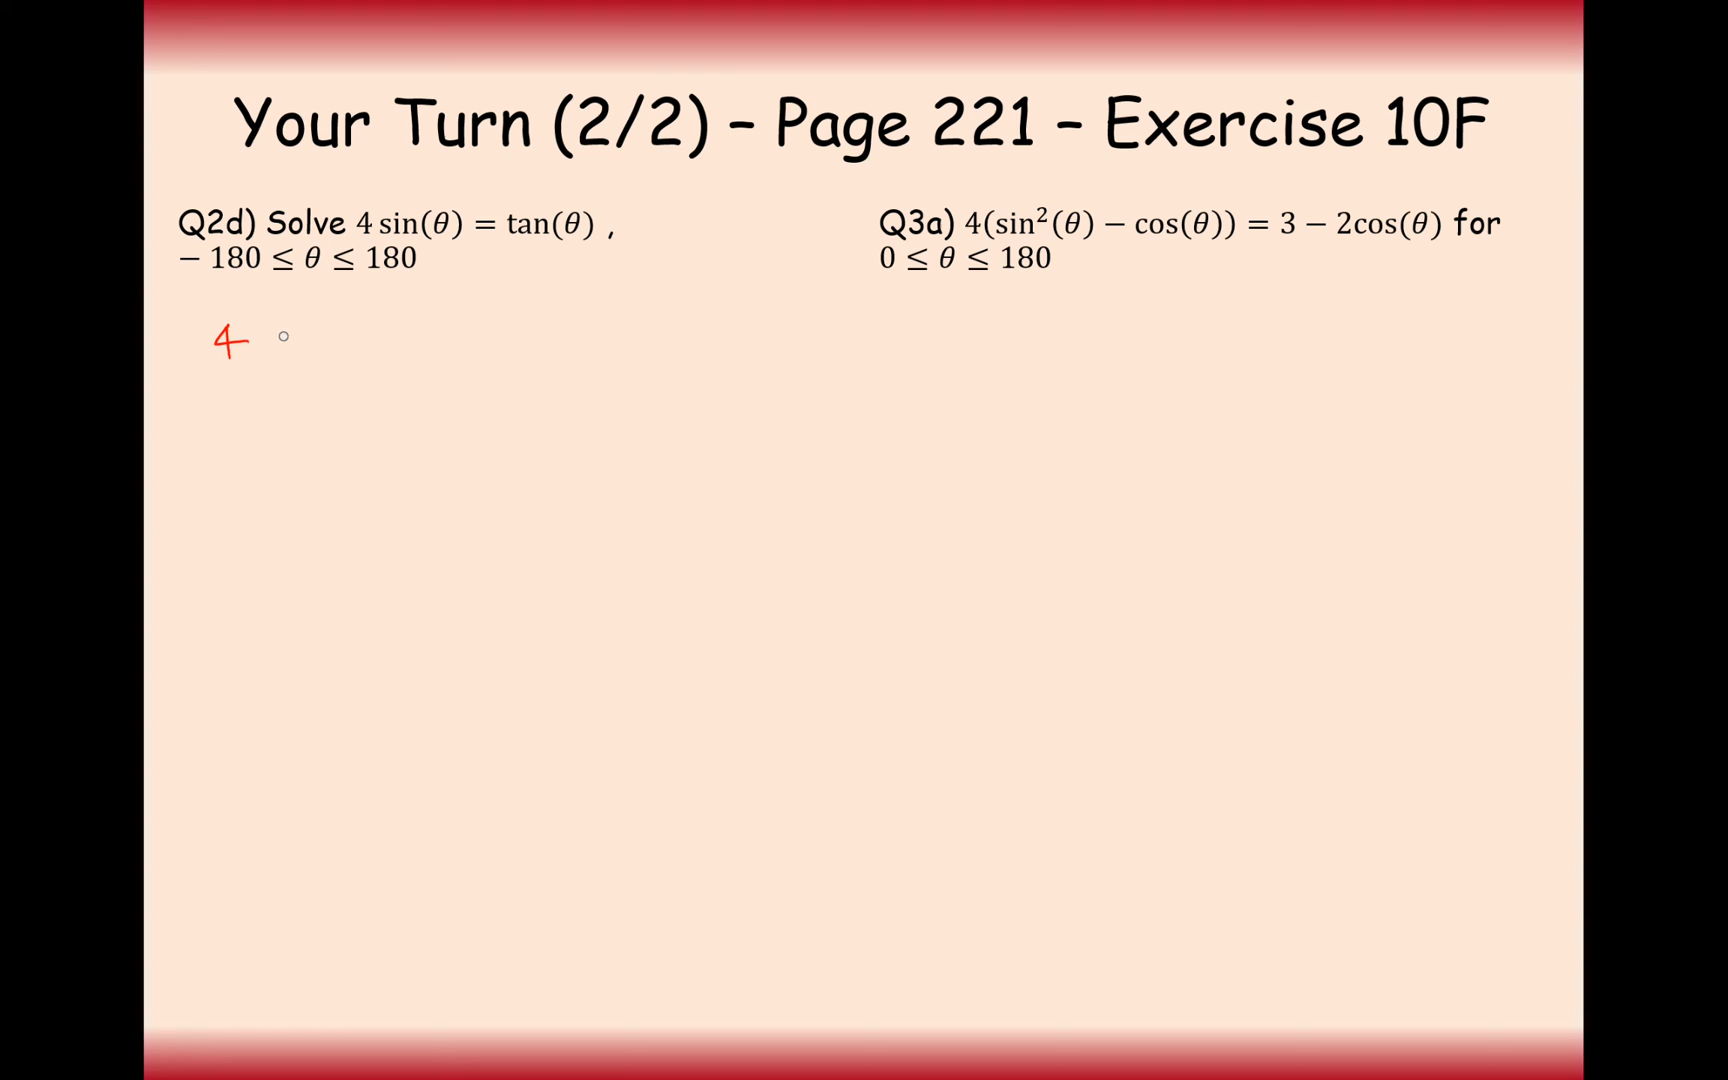 Your Turn (2/2) – Page 221 – Exercise 10F
Q2d) Solve 4 sin(θ) = tan(θ) ,
− 180 ≤ θ ≤ 180
4
Q3a) 4(sin²(θ) − cos(θ)) = 3 − 2cos(θ) for
0 ≤ θ ≤ 180